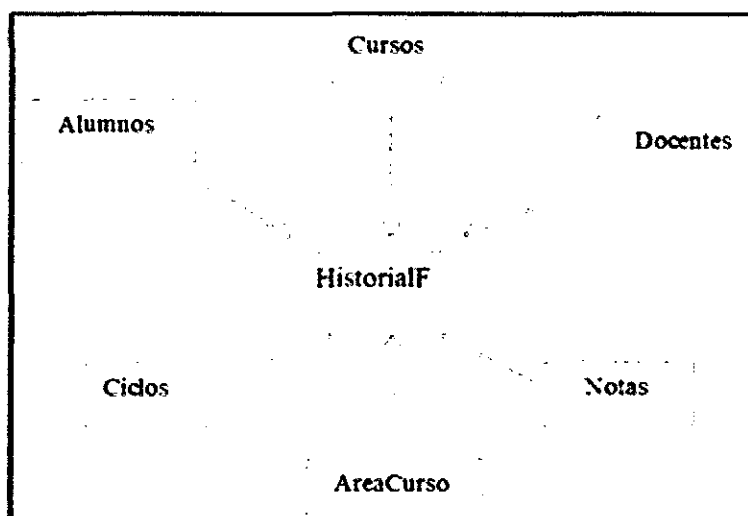 Cursos
Alumnos
Docentes
HistorialF
Ciclos
Notas
AreaCurso